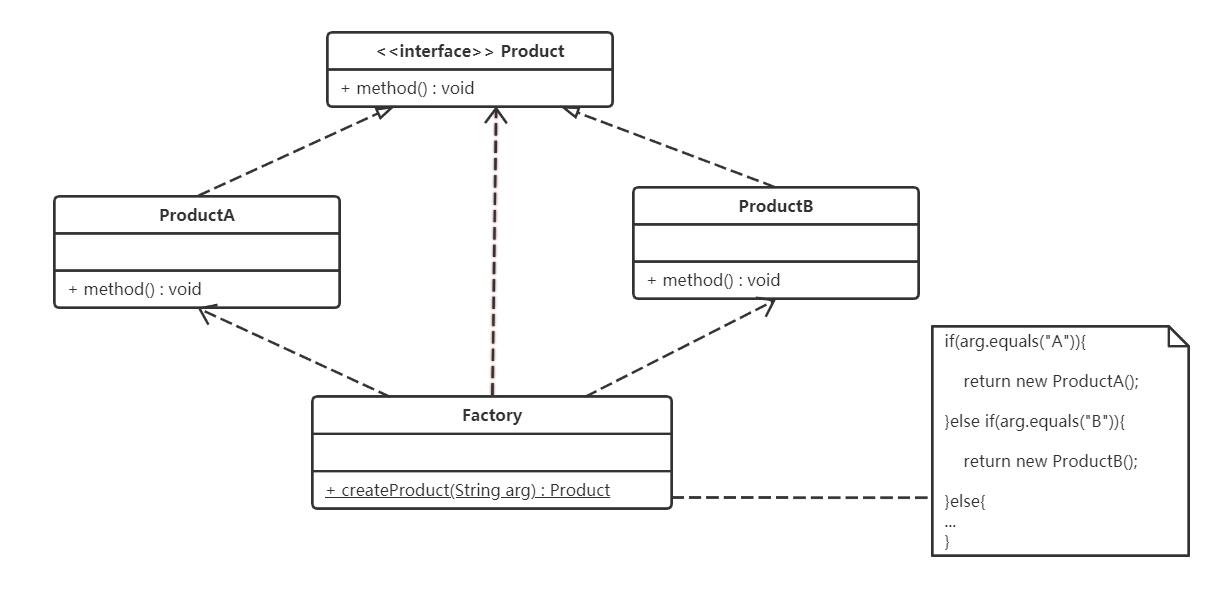 <<interface>> Product
+ method() : void
ProductA
+ method() : void
ProductB
+ method() : void
Factory
+ createProduct(String arg) : Product
if(arg.equals("A")){
return new ProductA();
}else if(arg.equals("B")){
return new ProductB();
}else{
...
}